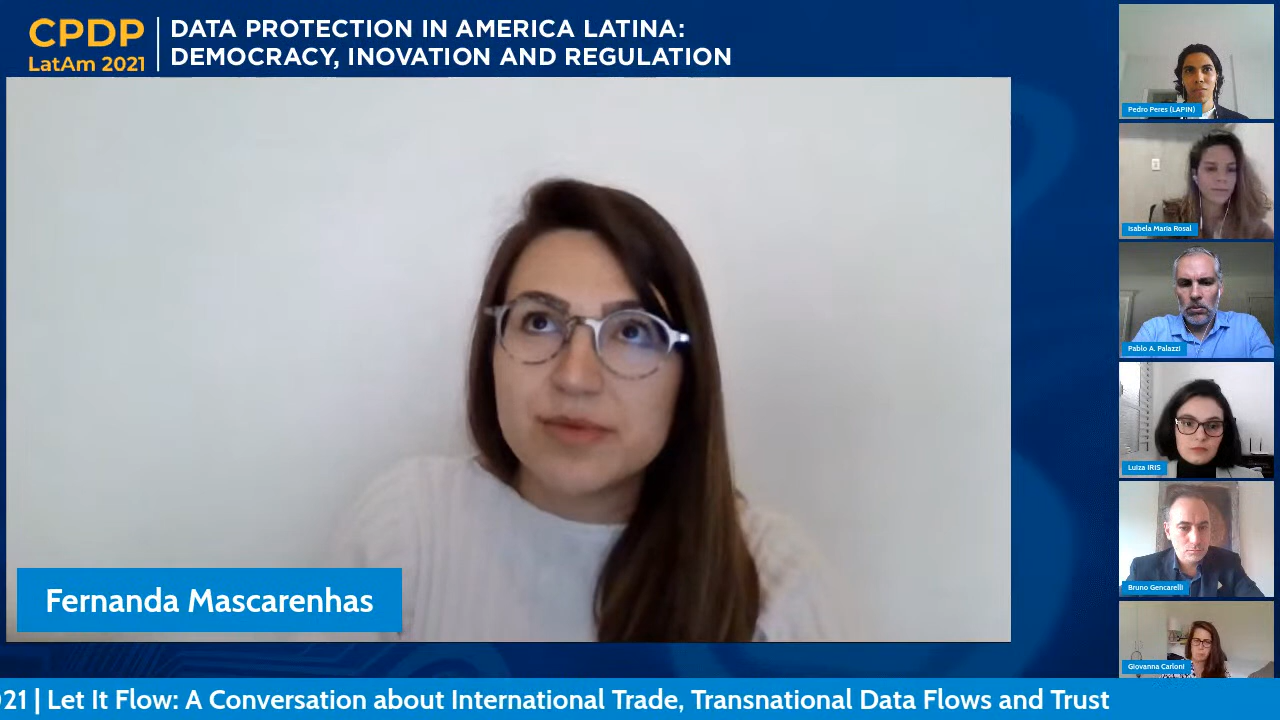 CPDP
LatAm 2021
DATA PROTECTION IN AMERICA LATINA:
DEMOCRACY, INOVATION AND REGULATION
Pedro Peres (LAPIN)
Isabela Maria Rosal
Pablo A. Palazzi
Luiza IRIS
Bruno Gencarelli
Giovanna Carloni
Fernanda Mascarenhas
021 | Let It Flow: A Conversation about International Trade, Transnational Data Flows and Trust